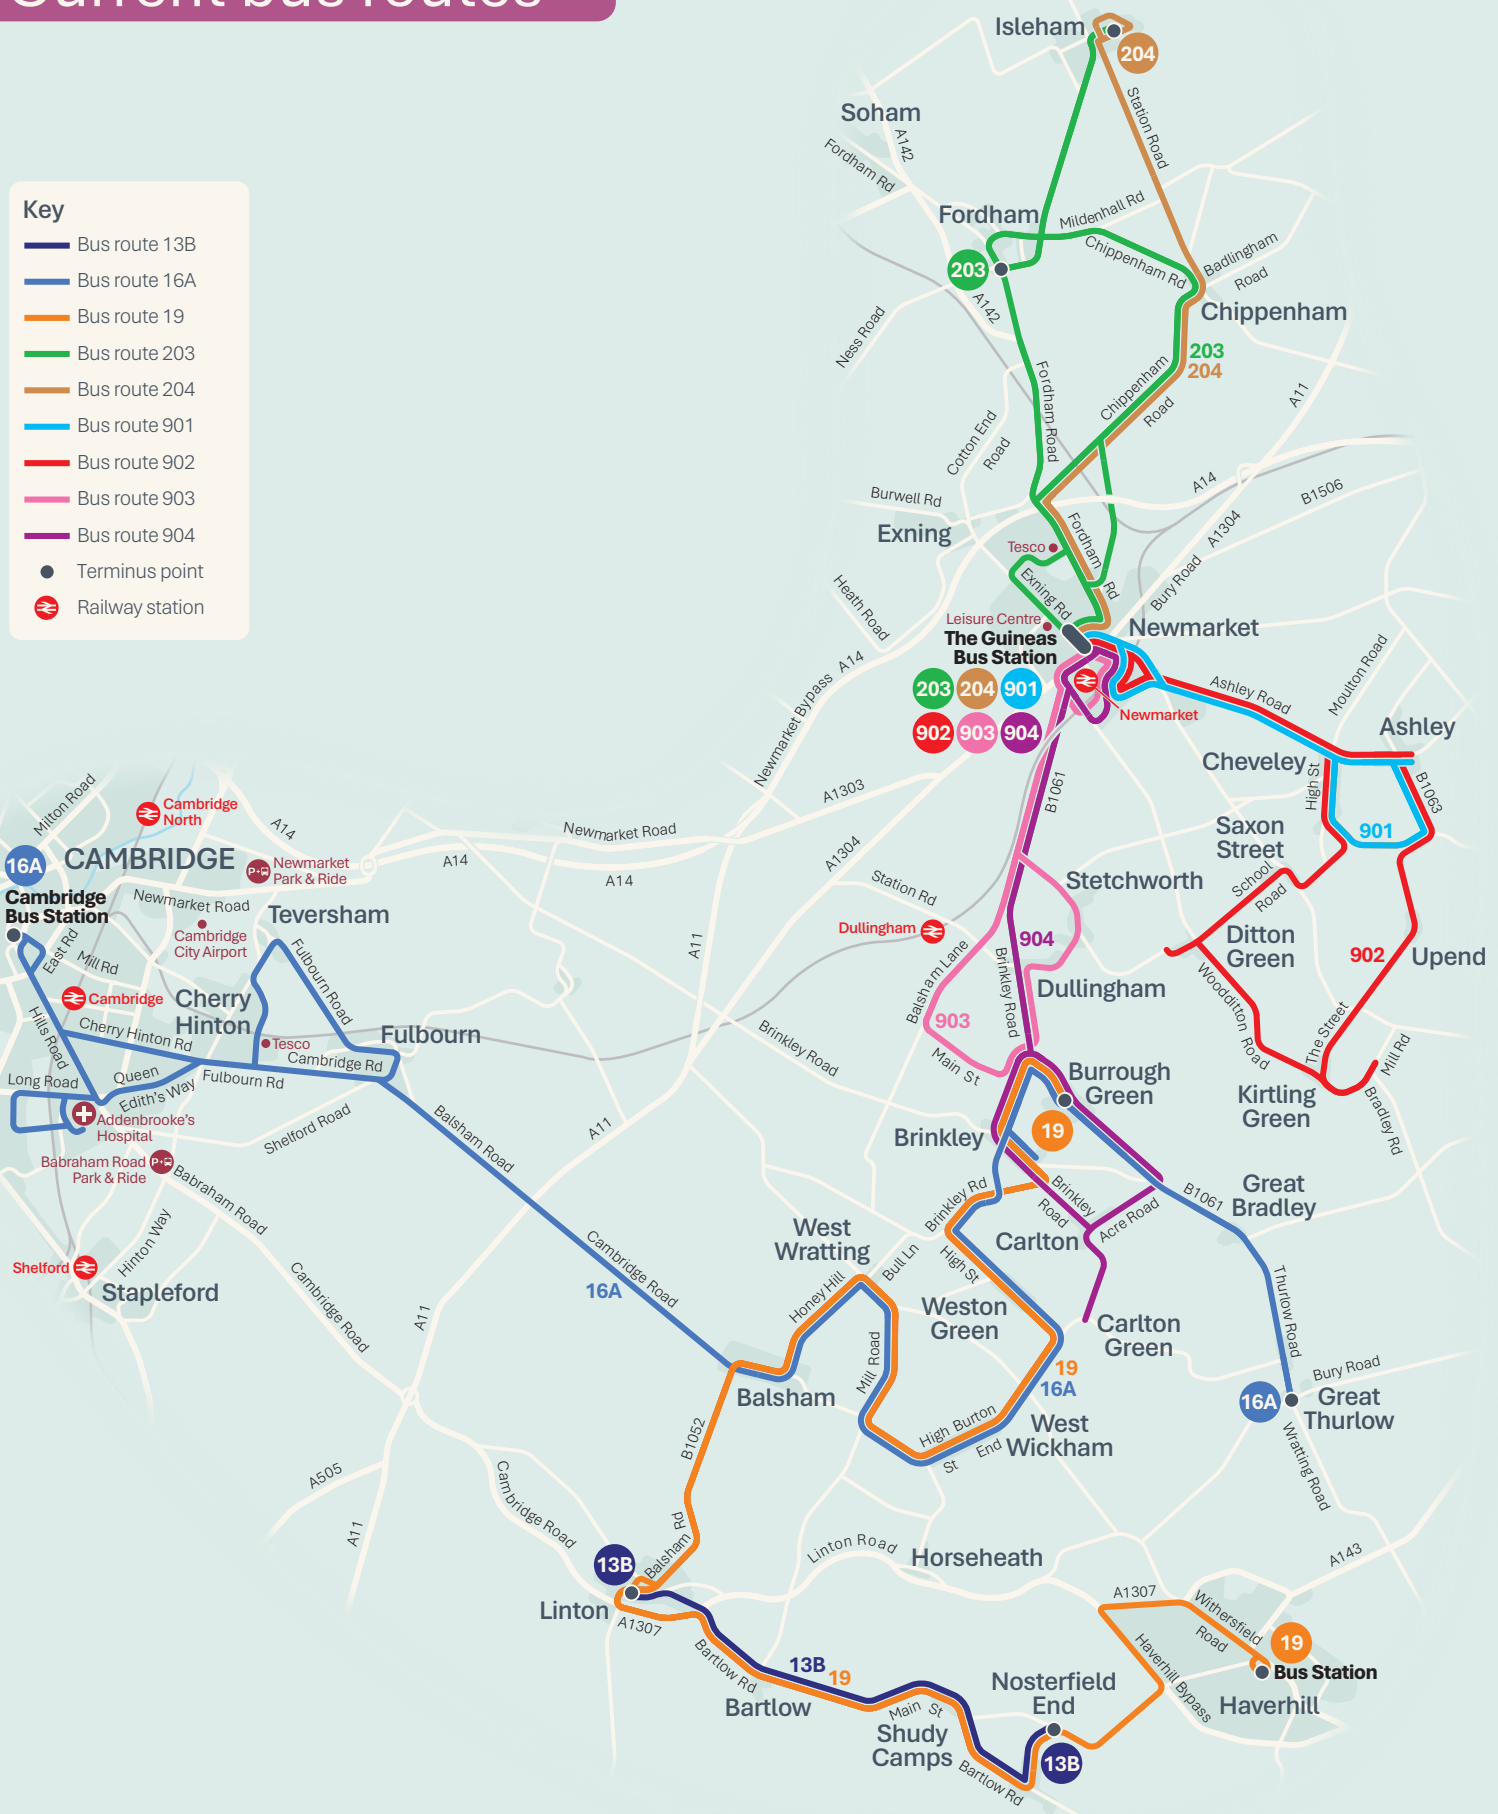 Current bus routes
Key
Bus route 13B
Bus route 16A
Bus route 19
Bus route 203
Bus route 204
Bus route 901
Bus route 902
Bus route 903
Bus route 904
Terminus point
Railway station
Isleham
204
Station Road
Soham
A142
Fordham Rd
Fordham
Mildenhall Rd
Chippenham Rd
Badlingham
Road
203
A142
Ness Road
Chippenham
203
204
Chippenham
Road
Fordham Road
Cotton End
Road
A11
A14
B1506
Burwell Rd
Exning
A1304
Fordham
Rd
Tesco
Exning Rd
Bury Road
Heath Road
Leisure Centre
The Guineas
Bus Station
Newmarket
203
204
901
902
903
904
Newmarket
A14
Newmarket Bypass
Ashley Road
Moulton Road
Ashley
Cheveley
High St
B1063
901
Saxon
Street
School
Road
B1061
A1303
A1304
Newmarket Road
A14
A14
A14
Milton Road
Cambridge
North
16A
CAMBRIDGE
Newmarket
Park & Ride
P+
Cambridge
Bus Station
Newmarket Road
Teversham
Cambridge
City Airport
East Rd
Mill Rd
Fulbourn Road
Cambridge
Cherry
Hinton
Hills Road
Cherry Hinton Rd
Tesco
Fulbourn
Cambridge Rd
Long Road
Queen
Edith's Way
Fulbourn Rd
Addenbrooke's
Hospital
Shelford Road
Babraham Road
Park & Ride
P+
Babraham Road
Hinton Way
Shelford
Stapleford
Cambridge Road
Balsham Road
A11
A11
A11
Station Rd
Dullingham
Stetchworth
904
Balsham Lane
Brinkley Road
Dullingham
903
Main St
Brinkley Road
Ditton
Green
902
Upend
Woodditton Road
The Street
Mill Rd
Kirtling
Green
Bradley Rd
Burrough
Green
19
Brinkley
Brinkley Rd
Brinkley
Road
Acre Road
B1061
Great
Bradley
Carlton
West
Wratting
Bull Ln
High St
Honey Hill
Weston
Green
Carlton
Green
Thurlow Road
Cambridge Road
16A
Mill Road
19
16A
Bury Road
16A
Great
Thurlow
Balsham
High
Burton
St
End
West
Wickham
Wratting Road
B1052
A505
A11
Cambridge Road
Balsham
Rd
13B
Linton
A1307
Linton Road
Horseheath
A143
A1307
Withersfield
Road
19
Bus Station
Haverhill
Haverhill Bypass
Bartlow Rd
13B
19
Bartlow
Main St
Shudy
Camps
Nosterfield
End
13B
Bartlow Rd